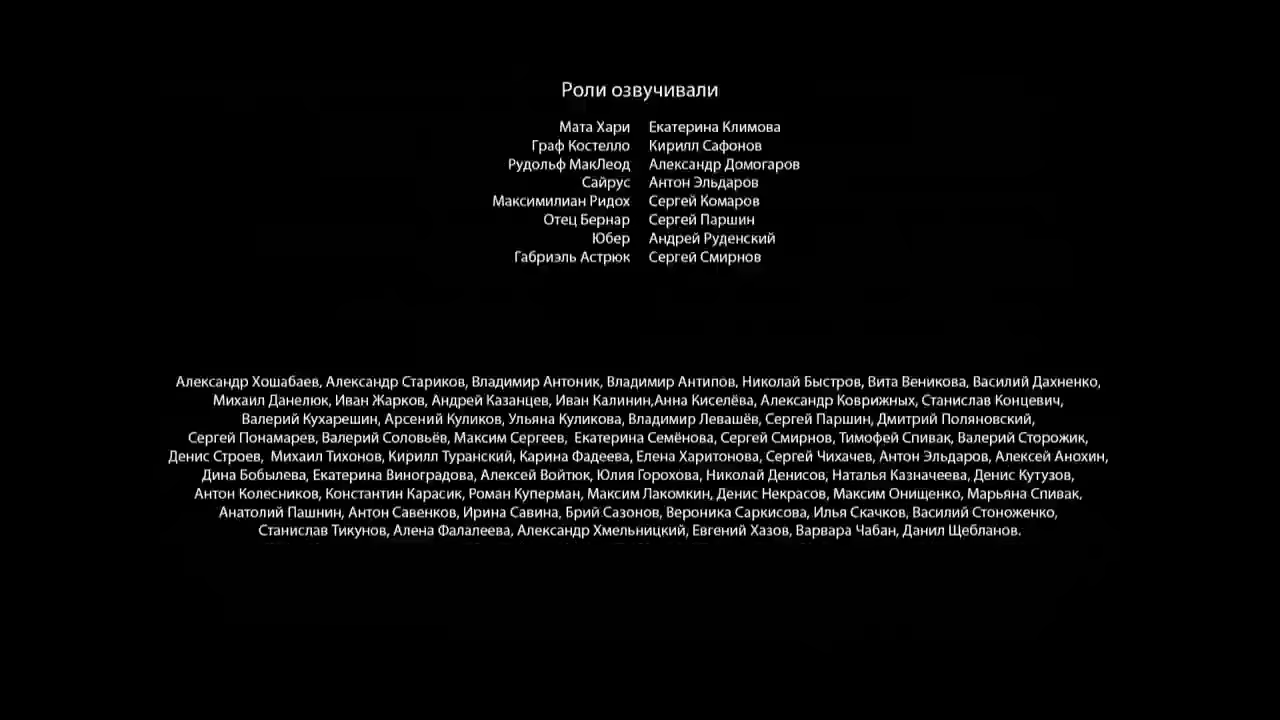 Роли озвучивали
Мата Хари Екатерина Климова
Граф Костелло Кирилл Сафонов
Рудольф МакЛеод Александр Домогаров
Сайрус Антон Эльдаров
Максимилиан Ридох Сергей Комаров
Отец Бернар Сергей Паршин
Юбер Андрей Руденский
Габриэль Астрюк Сергей Смирнов
Александр Хошабаев, Александр Стариков, Владимир Антоник, Владимир Антипов, Николай Быстров, Вита Веникова, Василий Дахненко,
Михаил Данелюк, Иван Жарков, Андрей Казанцев, Иван Калинин,Анна Киселёва, Александр Коврижных, Станислав Концевич,
Валерий Кухарешин, Арсений Куликов, Ульяна Куликова, Владимир Левашёв, Сергей Паршин, Дмитрий Поляновский,
Сергей Понамарев, Валерий Соловьёв, Максим Сергеев, Екатерина Семёнова, Сергей Смирнов, Тимофей Спивак, Валерий Сторожик,
Денис Строев, Михаил Тихонов, Кирилл Туранский, Карина Фадеева, Елена Харитонова, Сергей Чихачев, Антон Эльдаров, Алексей Анохин,
Дина Бобылева, Екатерина Виноградова, Алексей Войтюк, Юлия Горохова, Николай Денисов, Наталья Казначеева, Денис Кутузов,
Антон Колесников, Константин Карасик, Роман Куперман, Максим Лакомкин, Денис Некрасов, Максим Онищенко, Марьяна Спивак,
Анатолий Пашнин, Антон Савенков, Ирина Савина, Брий Сазонов, Вероника Саркисова, Илья Скачков, Василий Стоноженко,
Станислав Тикунов, Алена Фалалеева, Александр Хмельницкий, Евгений Хазов, Варвара Чабан, Данил Щебланов.